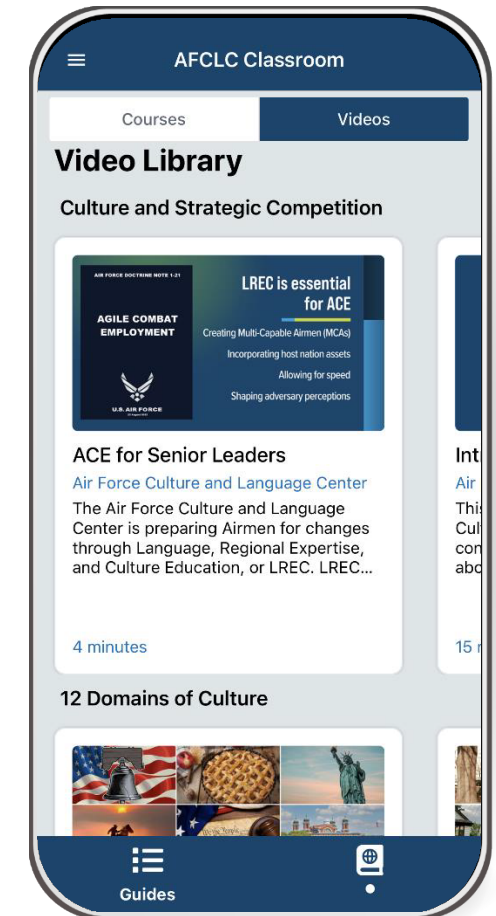 AFCLC Classroom
Courses
Videos
Video Library
Culture and Strategic Competition
AIR FORCE DOCTRINE NOTE 1-21
AGILE COMBAT
EMPLOYMENT
U.S. AIR FORCE
LREC is essential
for ACE
Creating Multi-Capable Airmen (MCAs)
Incorporating host nation assets
Allowing for speed
Shaping adversary perceptions
ACE for Senior Leaders
Air Force Culture and Language Center
The Air Force Culture and Language
Center is preparing Airmen for changes
through Language, Regional Expertise,
and Culture Education, or LREC. LREC...
4 minutes
Int
Air
Cul
con
abo
15
12 Domains of Culture
Guides